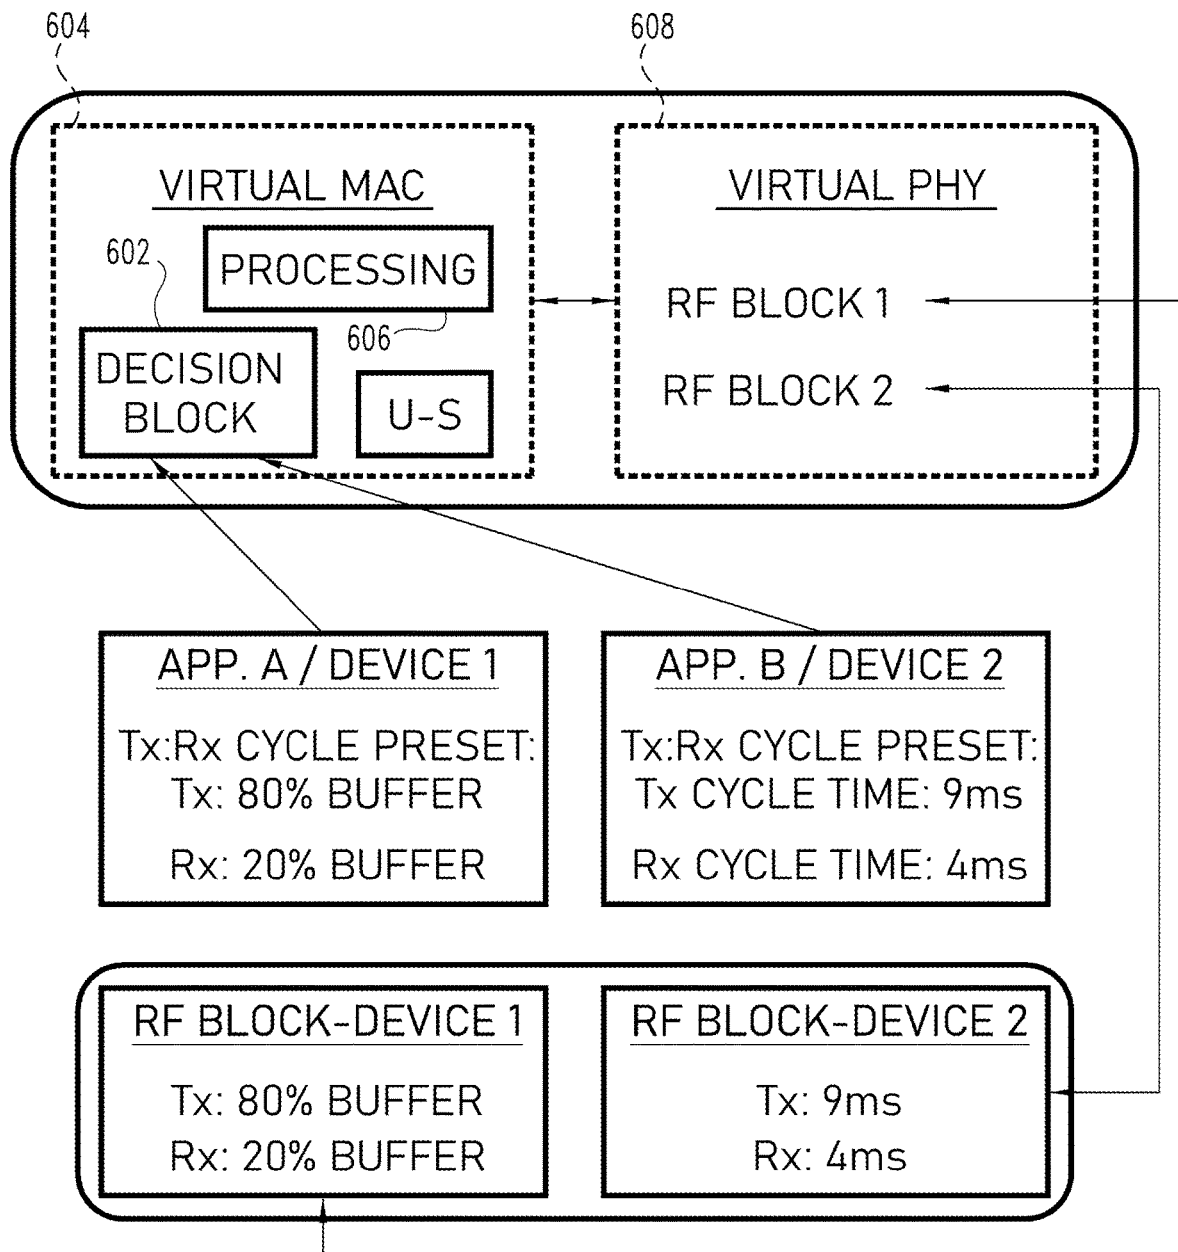 604
608
VIRTUAL MAC
VIRTUAL PHY
602
PROCESSING
606
RF BLOCK 1
DECISION
BLOCK
U-S
RF BLOCK 2
APP. A / DEVICE 1
Tx:Rx CYCLE PRESET:
Tx: 80% BUFFER
Rx: 20% BUFFER
APP. B / DEVICE 2
Tx:Rx CYCLE PRESET:
Tx CYCLE TIME: 9ms
Rx CYCLE TIME: 4ms
RF BLOCK-DEVICE 1
Tx: 80% BUFFER
Rx: 20% BUFFER
RF BLOCK-DEVICE 2
Tx: 9ms
Rx: 4ms